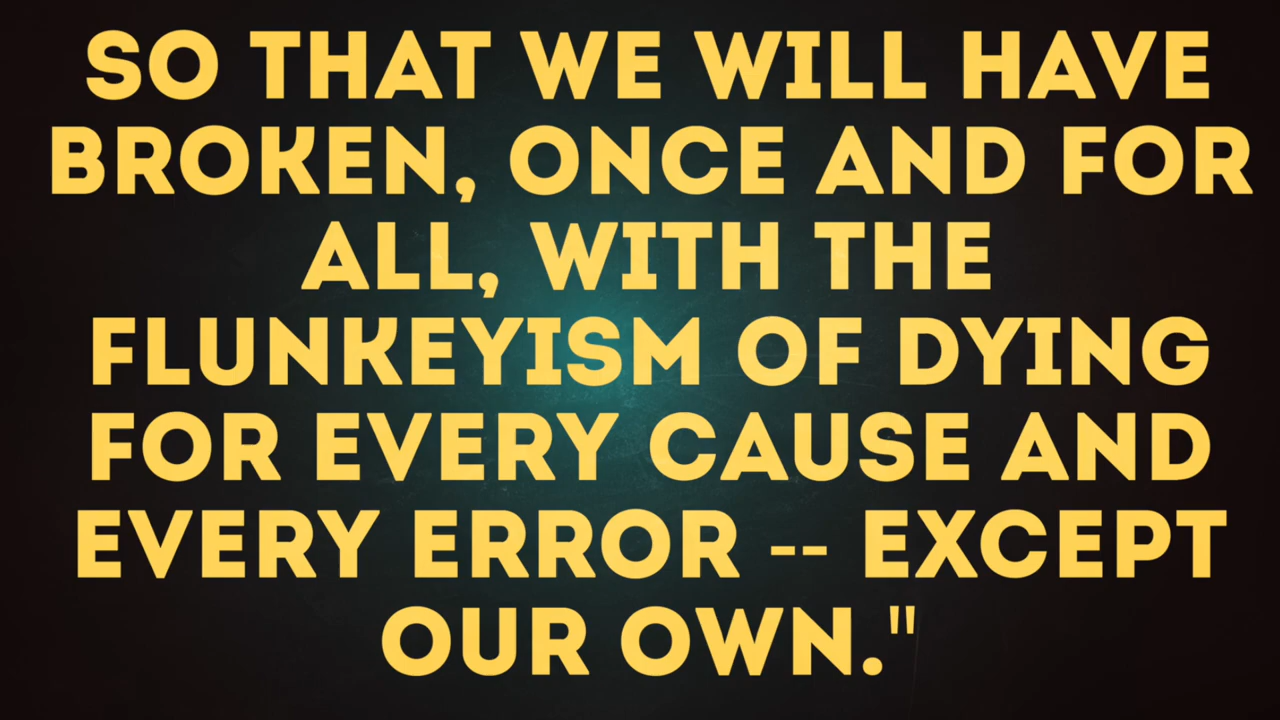 SO THAT WE WILL HAVE
BROKEN, ONCE AND FOR
ALL, WITH THE
FLUNKEYISM OF DYING
FOR EVERY CAUSE AND
EVERY ERROR -- EXCEPT
OUR OWN."